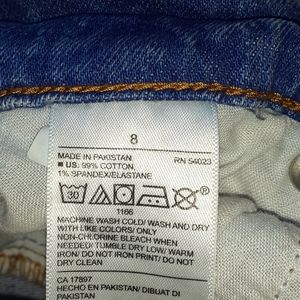 8
MADE IN PAKISTAN RN 54023
■ US: 99% COTTON
1% SPANDEX/ELASTANE
30
1166
MACHINE WASH COLD/ WASH AND DRY
WITH LIKE COLORS/ ONLY
NON-CHLORINE BLEACH WHEN
NEEDED/ TUMBLE DRY LOW/ WARM
IRON/ DO NOT IRON PRINT/ DO NOT
DRY CLEAN
CA 17897
HECHO EN PAKISTAN/ DIBUAT DI
PAKISTAN